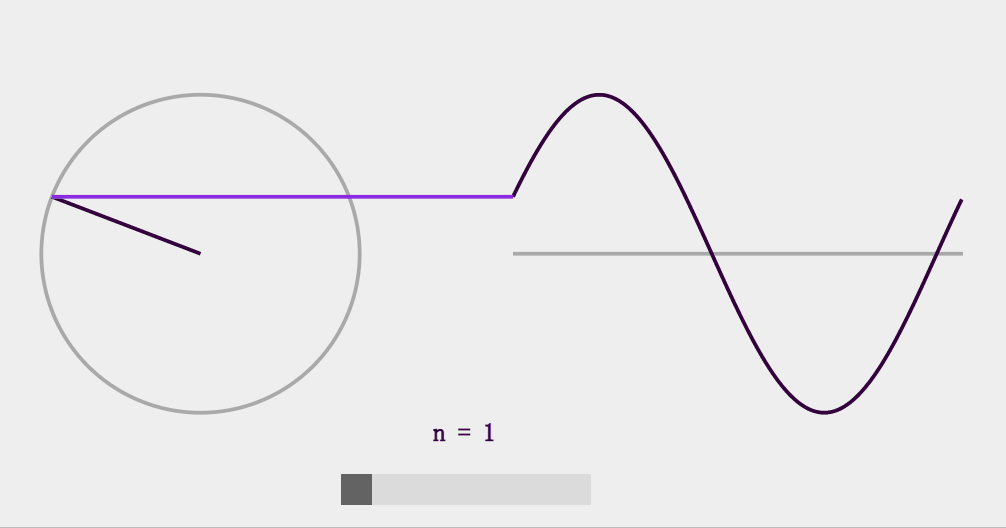 n = 1